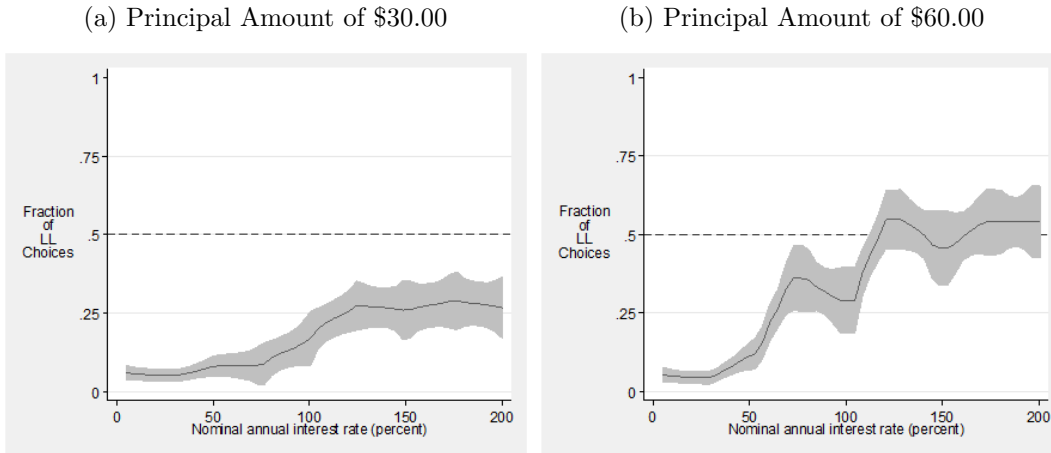 (a) Principal Amount of $30.00
(b) Principal Amount of $60.00
1
.75
Fraction
of
LL
Choices
.5
.25
0
0 50 100 150 200
Nominal annual interest rate (percent)
1
.75
Fraction
of
LL
Choices
.5
.25
0
0 50 100 150 200
Nominal annual interest rate (percent)